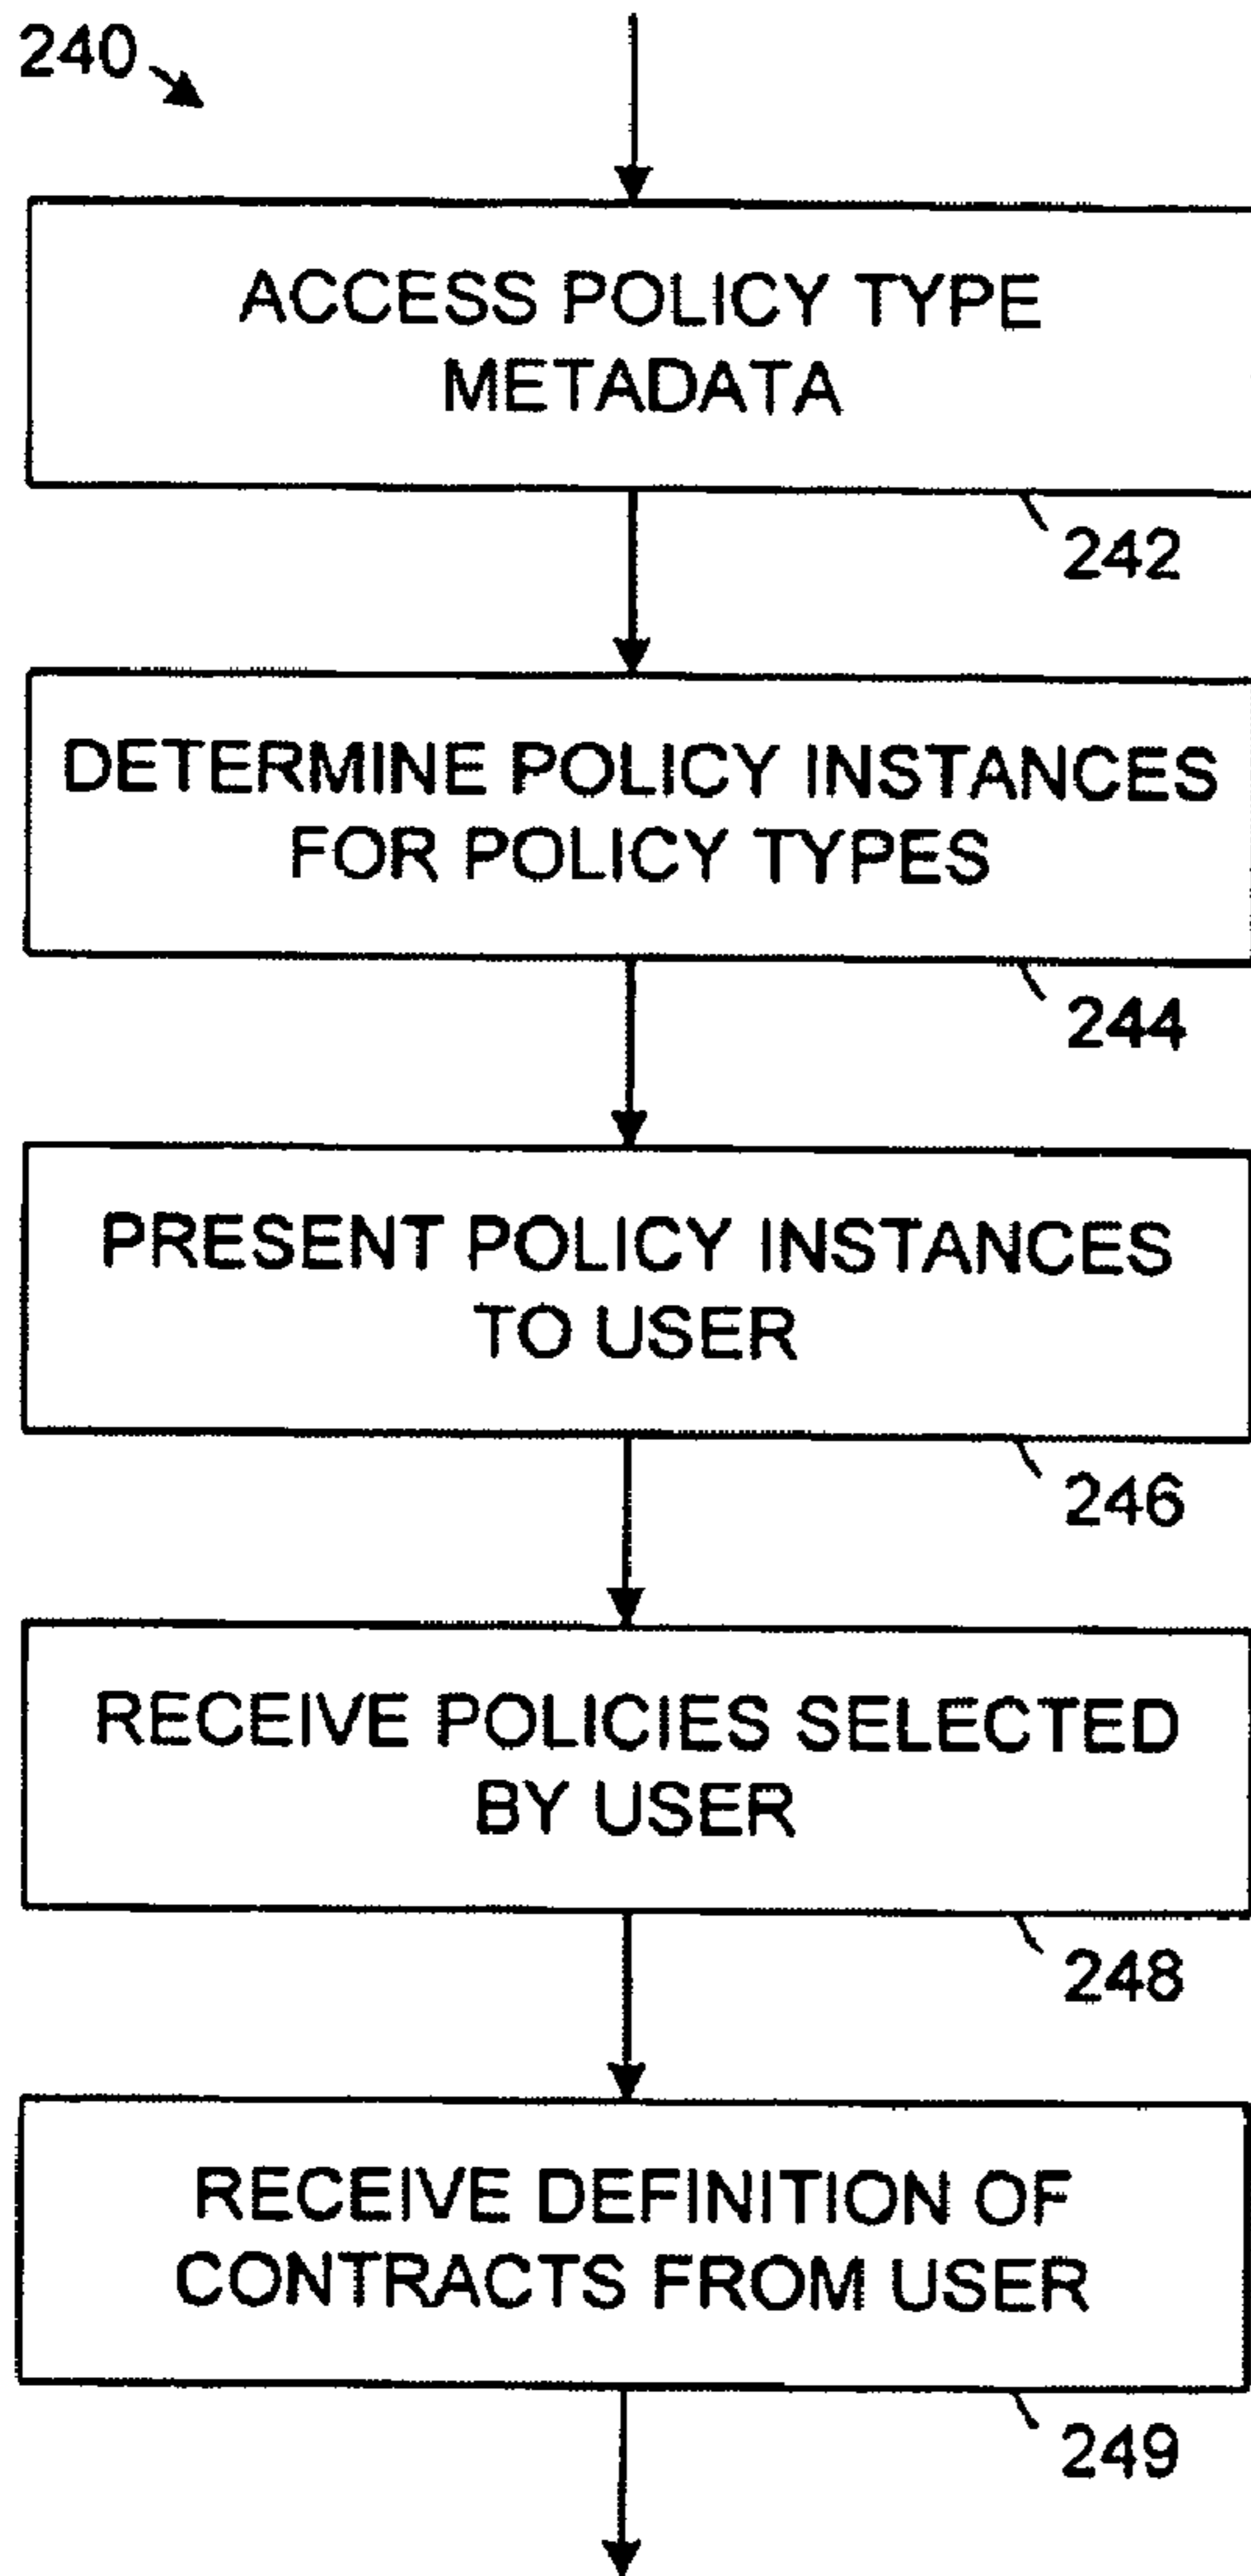 240
ACCESS POLICY TYPE
METADATA
242
DETERMINE POLICY INSTANCES
FOR POLICY TYPES
244
PRESENT POLICY INSTANCES
TO USER
246
RECEIVE POLICIES SELECTED
BY USER
248
RECEIVE DEFINITION OF
CONTRACTS FROM USER
249